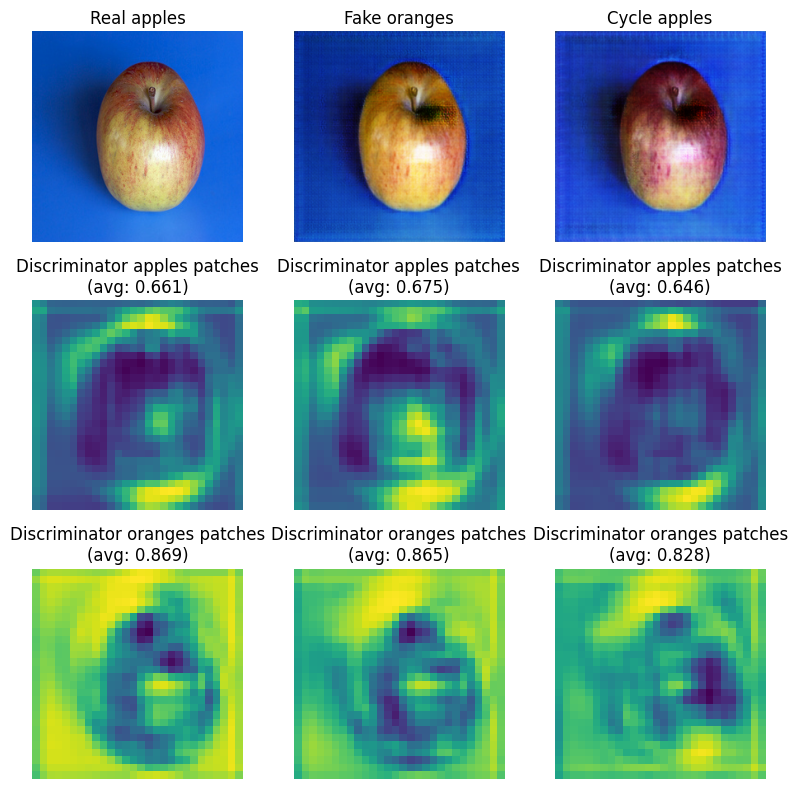 Real apples
Fake oranges
Cycle apples
Discriminator apples patches
(avg: 0.661)
Discriminator apples patches
(avg: 0.675)
Discriminator apples patches
(avg: 0.646)
Discriminator oranges patches
(avg: 0.869)
Discriminator oranges patches
(avg: 0.865)
Discriminator oranges patches
(avg: 0.828)